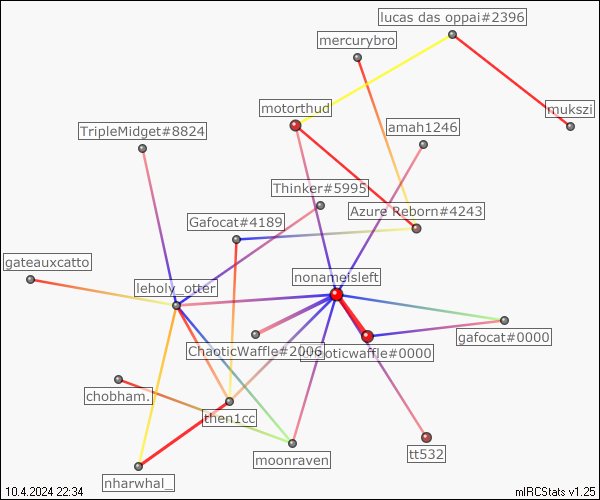 lucas das oppai#2396
mercurybro
mukszi
motorthud
amah1246
TripleMidget#8824
Thinker#5995
Azure Reborn#4243
Gafocat#4189
gateauxcatto
nonameisleft
leholy_otter
gafocat#0000
ChaoticWaffle#2006
chaoticwaffle#0000
chobham.
then1cc
tt532
moonraven
nharwhal_
10.4.2024 22:34
mIRCStats v1.25